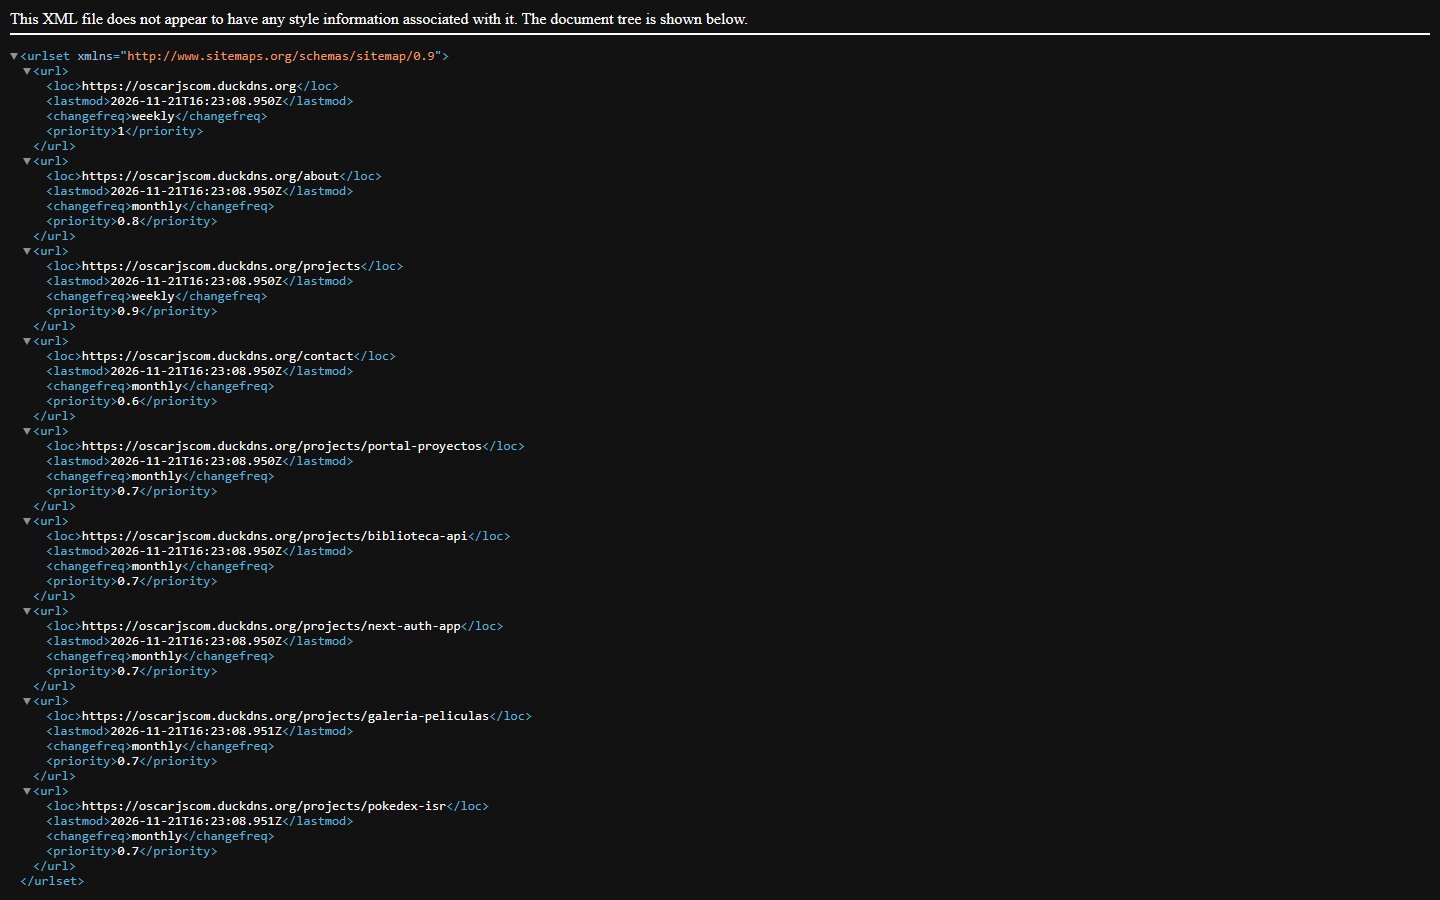 This XML file does not appear to have any style information associated with it. The document tree is shown below.
▼<urlset xmlns="http://www.sitemaps.org/schemas/sitemap/0.9">
▼<url>
<loc>https://oscarjscom.duckdns.org</loc>
<lastmod>2026-11-21T16:23:08.950Z</lastmod>
<changefreq>weekly</changefreq>
<priority>1</priority>
</url>
▼<url>
<loc>https://oscarjscom.duckdns.org/about</loc>
<lastmod>2026-11-21T16:23:08.950Z</lastmod>
<changefreq>monthly</changefreq>
<priority>0.8</priority>
</url>
▼<url>
<loc>https://oscarjscom.duckdns.org/projects</loc>
<lastmod>2026-11-21T16:23:08.950Z</lastmod>
<changefreq>weekly</changefreq>
<priority>0.9</priority>
</url>
▼<url>
<loc>https://oscarjscom.duckdns.org/contact</loc>
<lastmod>2026-11-21T16:23:08.950Z</lastmod>
<changefreq>monthly</changefreq>
<priority>0.6</priority>
</url>
▼<url>
<loc>https://oscarjscom.duckdns.org/projects/portal-proyectos</loc>
<lastmod>2026-11-21T16:23:08.950Z</lastmod>
<changefreq>monthly</changefreq>
<priority>0.7</priority>
</url>
▼<url>
<loc>https://oscarjscom.duckdns.org/projects/biblioteca-api</loc>
<lastmod>2026-11-21T16:23:08.950Z</lastmod>
<changefreq>monthly</changefreq>
<priority>0.7</priority>
</url>
▼<url>
<loc>https://oscarjscom.duckdns.org/projects/next-auth-app</loc>
<lastmod>2026-11-21T16:23:08.950Z</lastmod>
<changefreq>monthly</changefreq>
<priority>0.7</priority>
</url>
▼<url>
<loc>https://oscarjscom.duckdns.org/projects/galeria-peliculas</loc>
<lastmod>2026-11-21T16:23:08.951Z</lastmod>
<changefreq>monthly</changefreq>
<priority>0.7</priority>
</url>
▼<url>
<loc>https://oscarjscom.duckdns.org/projects/pokedex-isr</loc>
<lastmod>2026-11-21T16:23:08.951Z</lastmod>
<changefreq>monthly</changefreq>
<priority>0.7</priority>
</url>
</urlset>